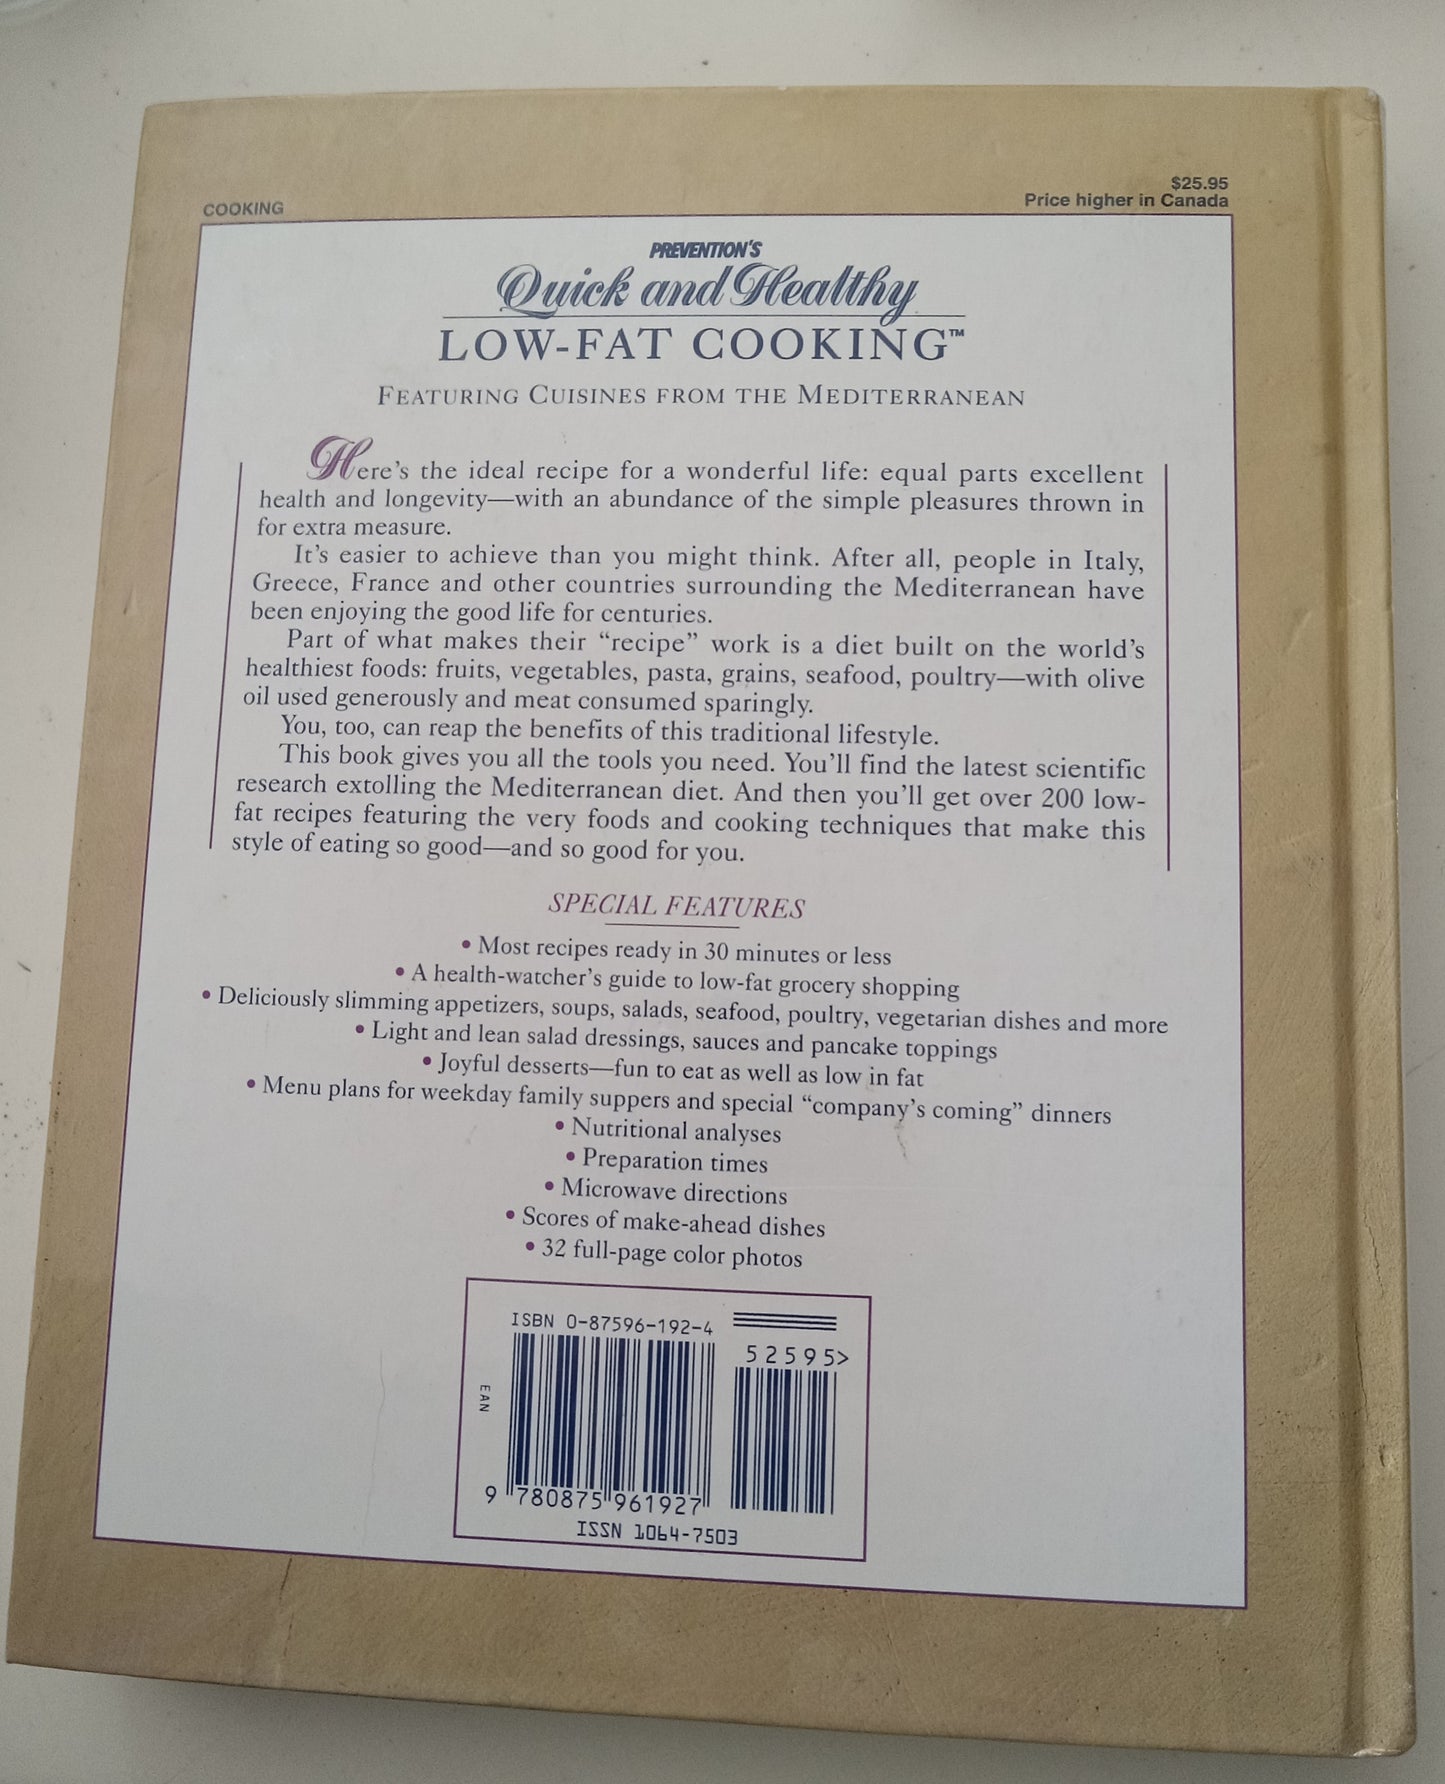 COOKING
$25.95
Price higher in Canada
PREVENTION'S
Quick and Healthy
LOW-FAT COOKING™
FEATURING CUISINES FROM THE MEDITERRANEAN
Here's the ideal recipe for a wonderful life: equal parts excellent
health and longevity—with an abundance of the simple pleasures thrown in
for extra measure.
It's easier to achieve than you might think. After all, people in Italy,
Greece, France and other countries surrounding the Mediterranean have
been enjoying the good life for centuries.
Part of what makes their “recipe” work is a diet built on the world's
healthiest foods: fruits, vegetables, pasta, grains, seafood, poultry—with olive
oil used generously and meat consumed sparingly.
You, too, can reap the benefits of this traditional lifestyle.
This book gives you all the tools you need. You'll find the latest scientific
research extolling the Mediterranean diet. And then you'll get over 200 low-
fat recipes featuring the very foods and cooking techniques that make this
style of eating so good—and so good for you.
SPECIAL FEATURES
• Most recipes ready in 30 minutes or less
• A health-watcher's guide to low-fat grocery shopping
• Deliciously slimming appetizers, soups, salads, seafood, poultry, vegetarian dishes and more
• Light and lean salad dressings, sauces and pancake toppings
• Joyful desserts—fun to eat as well as low in fat
• Menu plans for weekday family suppers and special “company's coming” dinners
• Nutritional analyses
• Preparation times
• Microwave directions
• Scores of make-ahead dishes
• 32 full-page color photos
ISBN 0-87596-192-4
52595>
EAN
9 780875 961927
ISSN 1064-7503